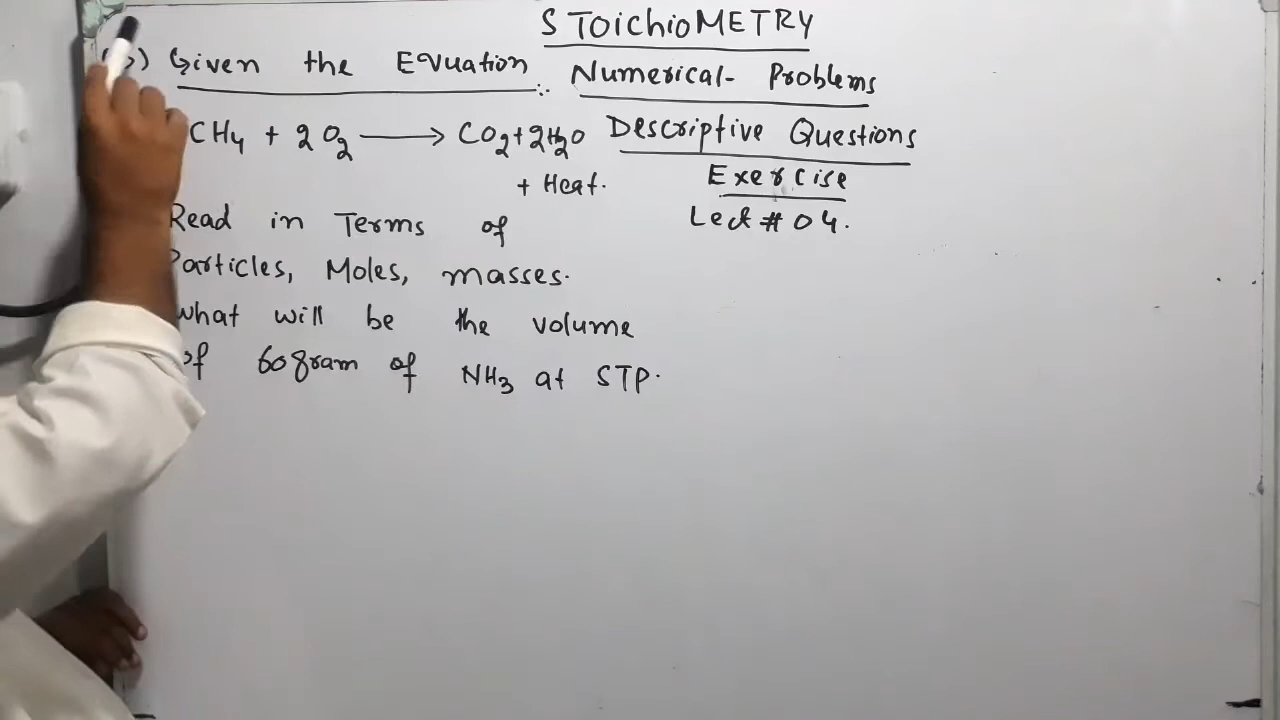 STOichioMETRY
Given the EVuation :.
Numerical- Problems
CH4 + 2O2 → CO2 + 2H2O
+ Heat.
Descriptive Questions
Exercise
Lect # 04.
Read in Terms of
Particles, Moles, masses.
what will be the volume
of 60gram of NH3 at STP.